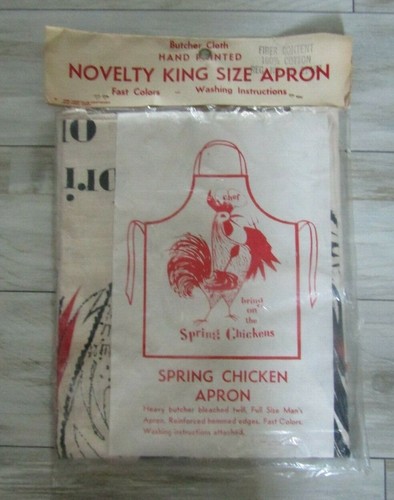 Butcher Cloth
HAND PRINTED
FIBER CONTENT
100% COTTON
NOVELTY KING SIZE APRON
Fast Colors — Washing Instructions
chef
bring
on
the
Spring Chickens
SPRING CHICKEN
APRON
Heavy butcher bleached twill, Full Size Men's
Apron, Reinforced hemmed edges, Fast Colors.
Washing instructions attached.